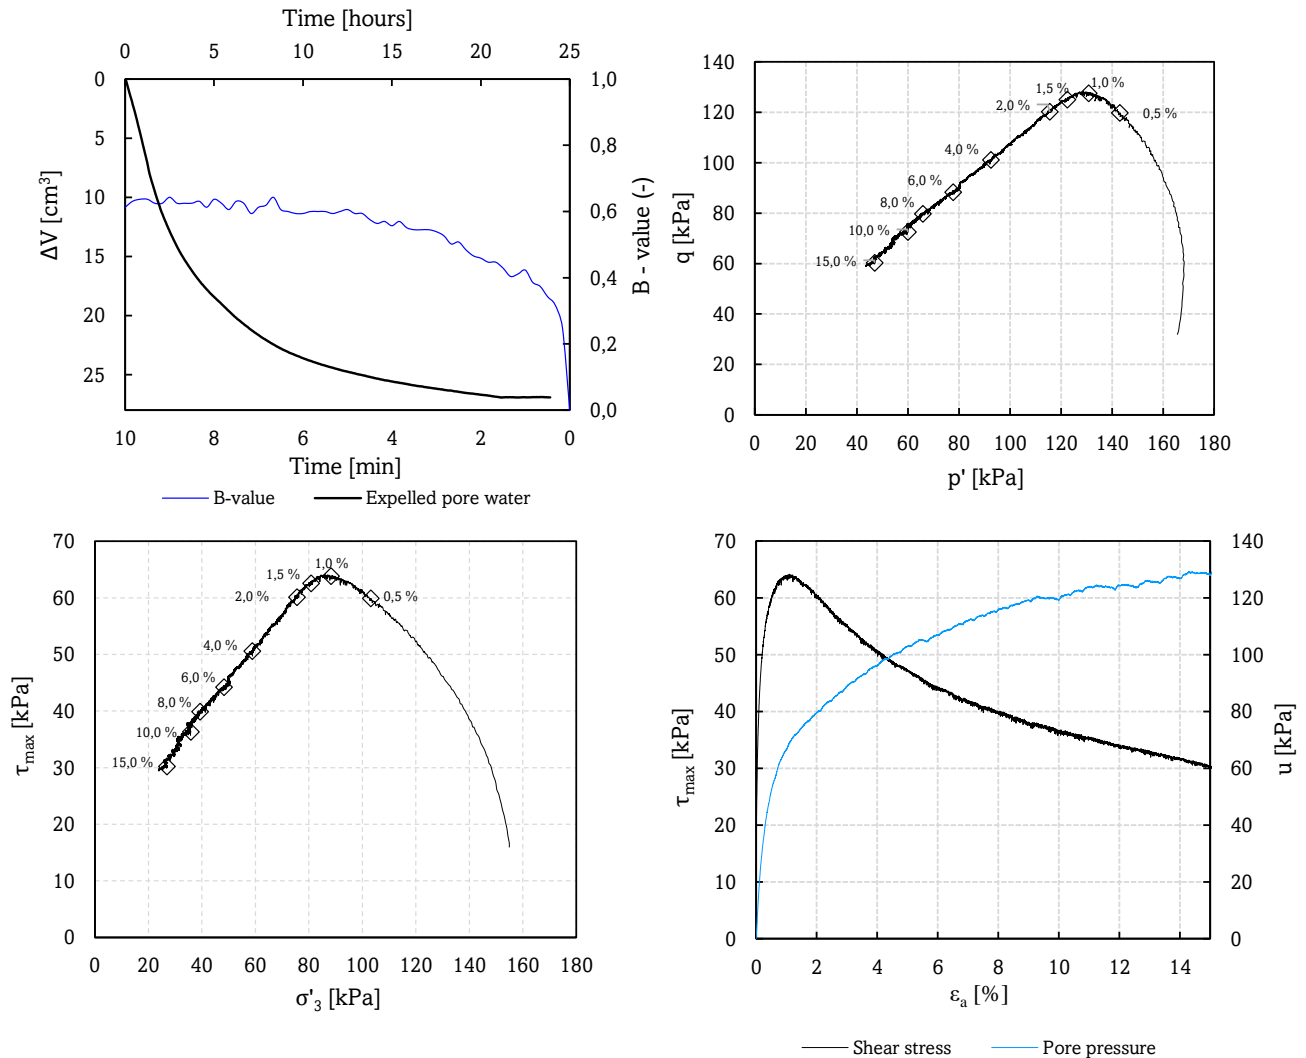 Time [hours]
0 5 10 15 20 25
0 5 10 15 20 25
ΔV [cm³]
1,0 0,8 0,6 0,4 0,2 0,0
B - value (-)
10 8 6 4 2 0
Time [min]
B-value Expelled pore water
140 120 100 80 60 40 20 0
q [kPa]
1,5 % 1,0 %
2,0 % 0,5 %
4,0 %
6,0 %
8,0 %
10,0 %
15,0 %
0 20 40 60 80 100 120 140 160 180
p' [kPa]
70 60 50 40 30 20 10 0
τmax [kPa]
1,0 %
1,5 %
2,0 % 0,5 %
4,0 %
6,0 %
8,0 %
10,0 %
15,0 %
0 20 40 60 80 100 120 140 160 180
σ'3 [kPa]
70 60 50 40 30 20 10 0
τmax [kPa]
140 120 100 80 60 40 20 0
u [kPa]
0 2 4 6 8 10 12 14
εa [%]
Shear stress Pore pressure